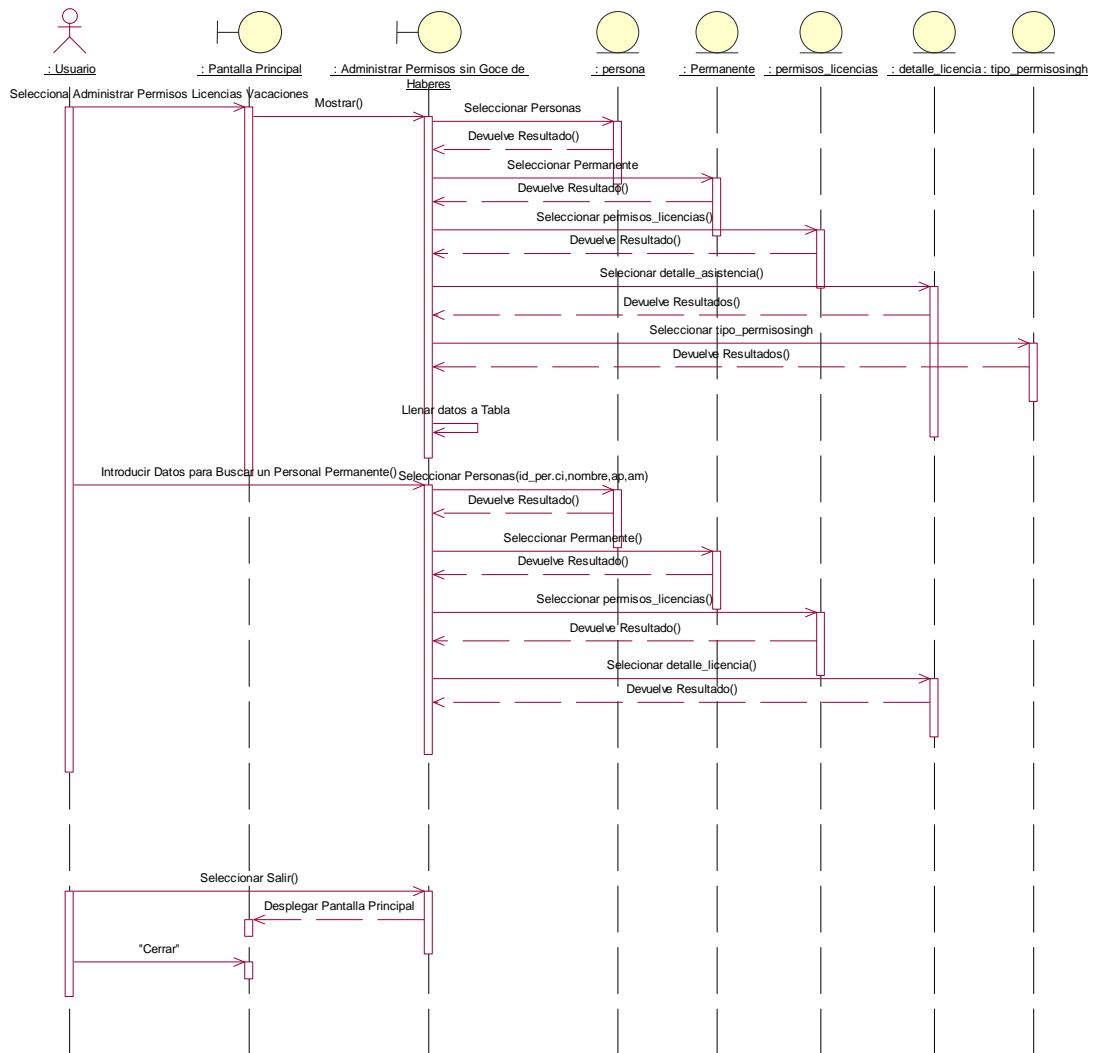 : Usuario
: Pantalla Principal
: Administrar Permisos sin Goce de
Haberes
: persona
: Permanente
: permisos_licencias
: detalle_licencia
: tipo_permisosingh
Selecciona Administrar Permisos Licencias Vacaciones
Mostrar()
Seleccionar Personas
Devuelve Resultado()
Seleccionar Permanente
Devuelve Resultado()
Seleccionar permisos_licencias()
Devuelve Resultado()
Selecionar detalle_asistencia()
Devuelve Resultados()
Seleccionar tipo_permisosingh
Devuelve Resultados()
Llenar datos a Tabla
Introducir Datos para Buscar un Personal Permanente()
Seleccionar Personas(id_per.ci,nombre,ap,am)
Devuelve Resultado()
Seleccionar Permanente()
Devuelve Resultado()
Seleccionar permisos_licencias()
Devuelve Resultado()
Selecionar detalle_licencia()
Devuelve Resultado()
Seleccionar Salir()
Desplegar Pantalla Principal
"Cerrar"